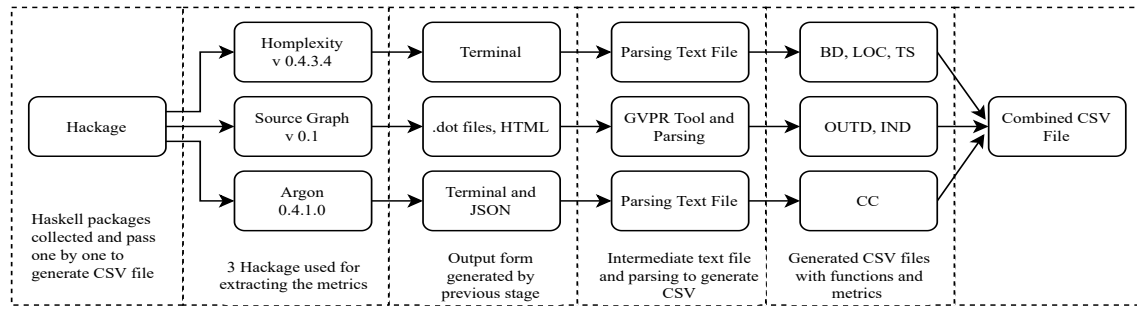 Hackage
Haskell packages
collected and pass
one by one to
generate CSV file
Homplexity
v 0.4.3.4
Source Graph
v 0.1
Argon
0.4.1.0
3 Hackage used for
extracting the metrics
Terminal
.dot files, HTML
Terminal and
JSON
Output form
generated by
previous stage
Parsing Text File
GVPR Tool and
Parsing
Parsing Text File
Intermediate text file
and parsing to generate
CSV
BD, LOC, TS
OUTD, IND
CC
Generated CSV files
with functions and
metrics
Combined CSV
File